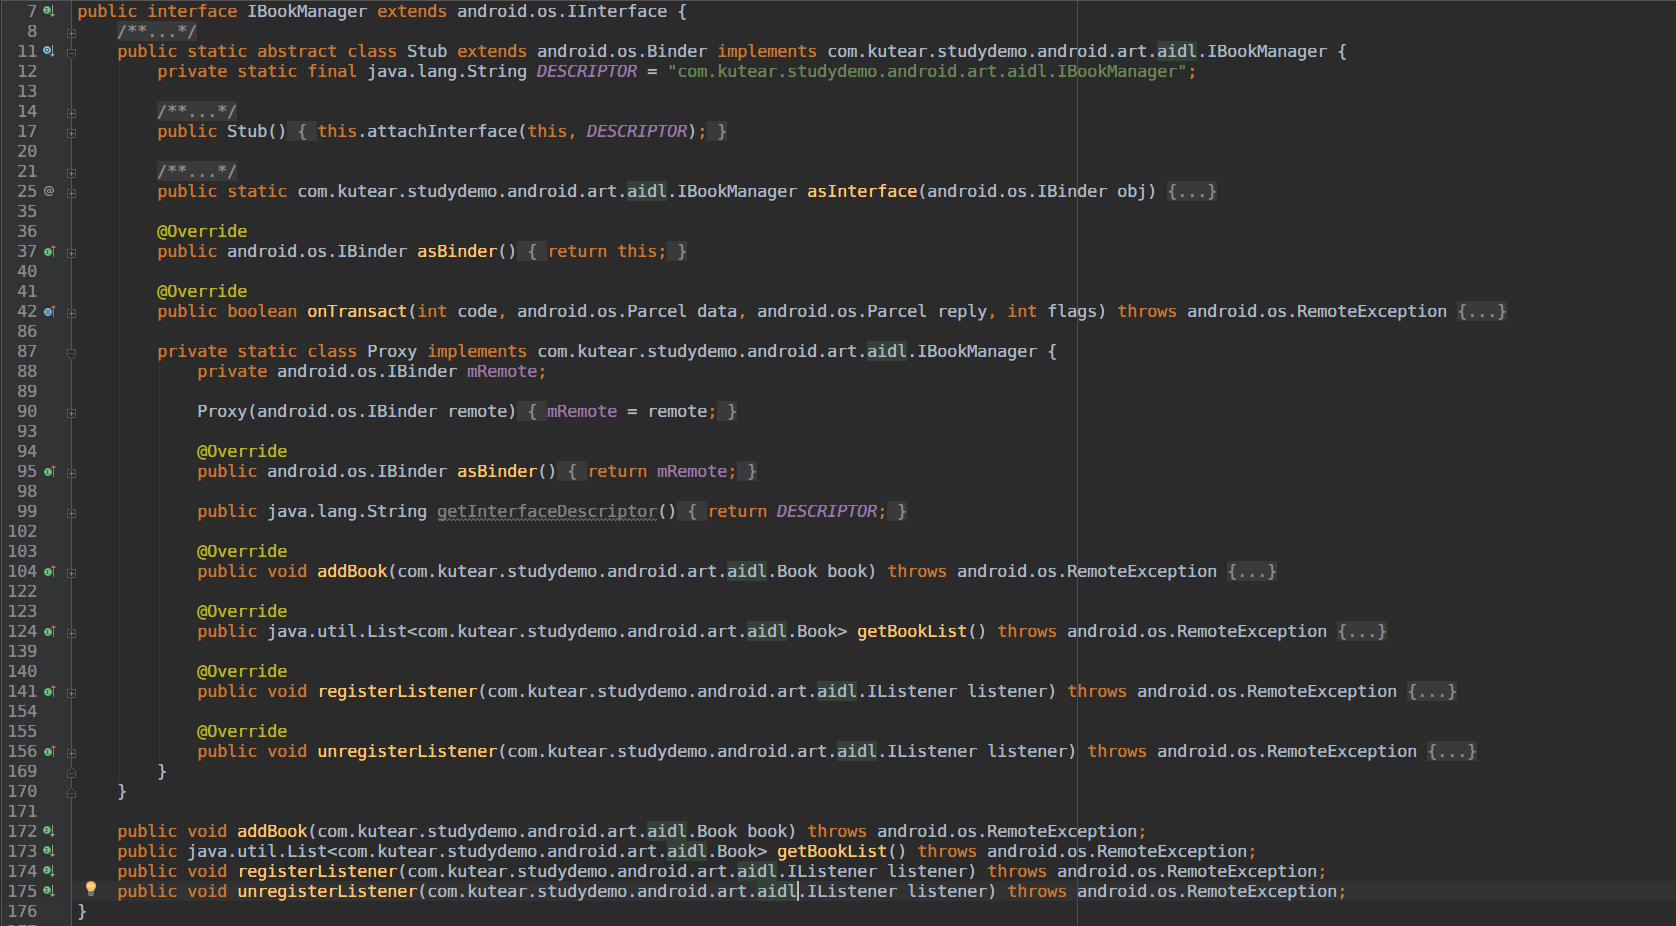 7 public interface IBookManager extends android.os.IInterface {
8 /**...*/
11 public static abstract class Stub extends android.os.Binder implements com.kutear.studydemo.android.art.aidl.IBookManager {
12 private static final java.lang.String DESCRIPTOR = "com.kutear.studydemo.android.art.aidl.IBookManager";
13
14 /**...*/
17 public Stub() { this.attachInterface(this, DESCRIPTOR); }
20
21 /**...*/
25 @ public static com.kutear.studydemo.android.art.aidl.IBookManager asInterface(android.os.IBinder obj) {...}
35
36 @Override
37 public android.os.IBinder asBinder() { return this; }
40
41 @Override
42 public boolean onTransact(int code, android.os.Parcel data, android.os.Parcel reply, int flags) throws android.os.RemoteException {...}
86
87 private static class Proxy implements com.kutear.studydemo.android.art.aidl.IBookManager {
88 private android.os.IBinder mRemote;
89
90 Proxy(android.os.IBinder remote) { mRemote = remote; }
93
94 @Override
95 public android.os.IBinder asBinder() { return mRemote; }
98
99 public java.lang.String getInterfaceDescriptor() { return DESCRIPTOR; }
102
103 @Override
104 public void addBook(com.kutear.studydemo.android.art.aidl.Book book) throws android.os.RemoteException {...}
122
123 @Override
124 public java.util.List<com.kutear.studydemo.android.art.aidl.Book> getBookList() throws android.os.RemoteException {...}
139
140 @Override
141 public void registerListener(com.kutear.studydemo.android.art.aidl.IListener listener) throws android.os.RemoteException {...}
154
155 @Override
156 public void unregisterListener(com.kutear.studydemo.android.art.aidl.IListener listener) throws android.os.RemoteException {...}
169 }
170 }
171
172 public void addBook(com.kutear.studydemo.android.art.aidl.Book book) throws android.os.RemoteException;
173 public java.util.List<com.kutear.studydemo.android.art.aidl.Book> getBookList() throws android.os.RemoteException;
174 public void registerListener(com.kutear.studydemo.android.art.aidl.IListener listener) throws android.os.RemoteException;
175 public void unregisterListener(com.kutear.studydemo.android.art.aidl.IListener listener) throws android.os.RemoteException;
176 }